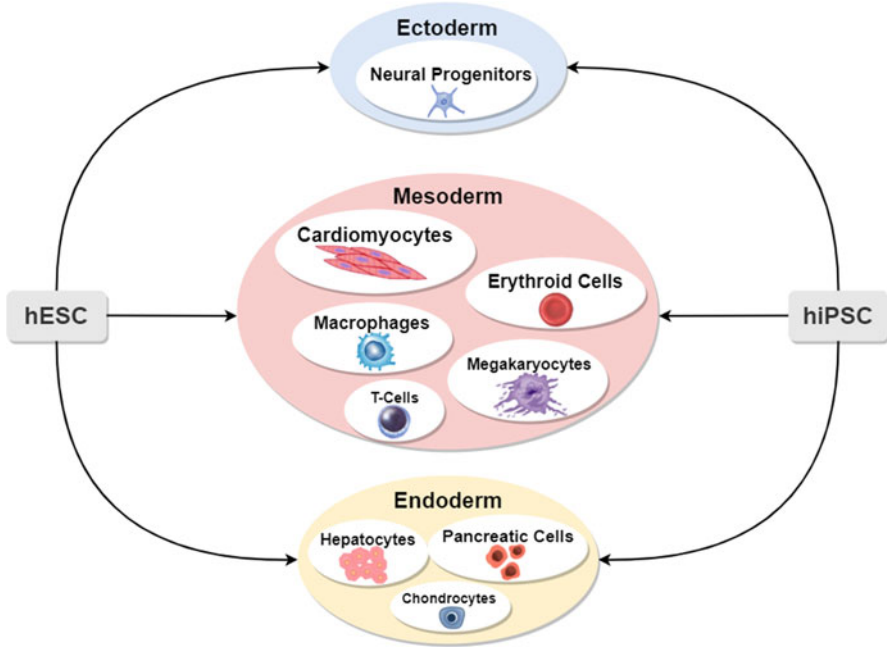 Ectoderm
Neural Progenitors
Mesoderm
Cardiomyocytes
Erythroid Cells
hESC
hiPSC
Macrophages
Megakaryocytes
T-Cells
Endoderm
Hepatocytes
Pancreatic Cells
Chondrocytes